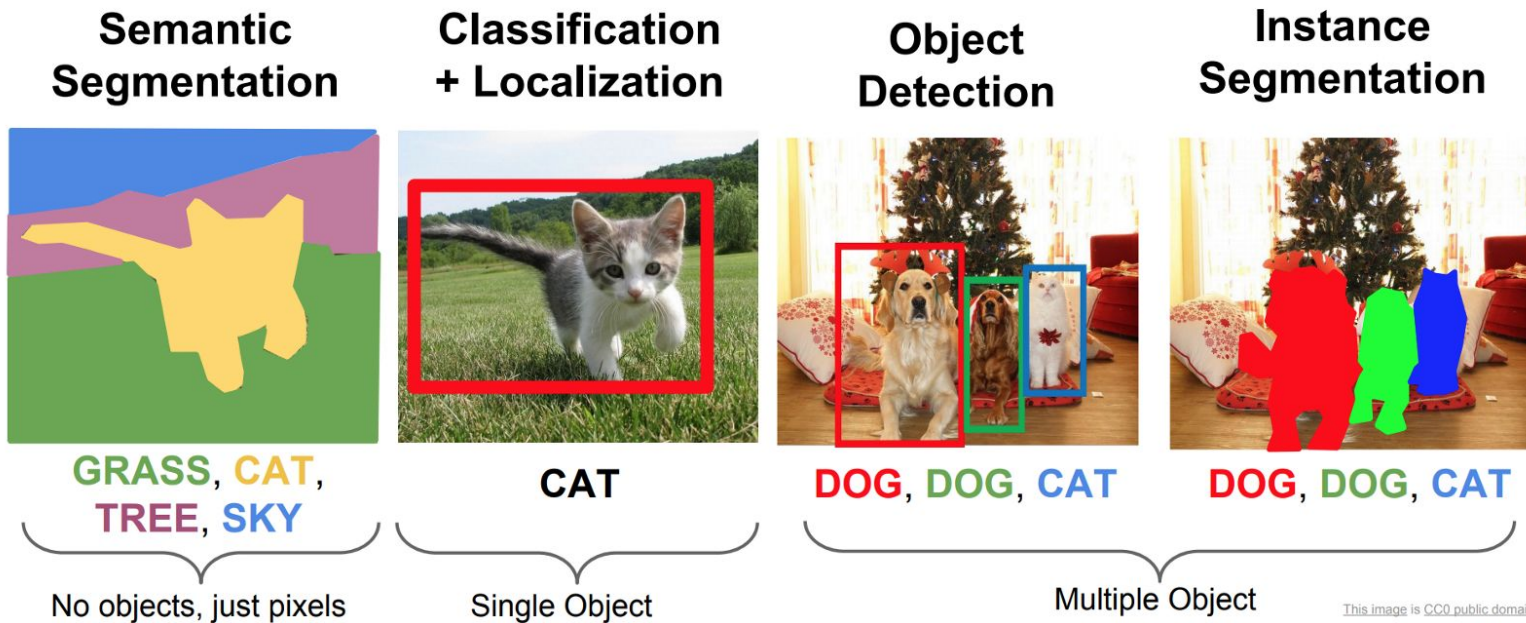 Semantic
Segmentation
Classification
+ Localization
Object
Detection
Instance
Segmentation
GRASS, CAT,
TREE, SKY
CAT
DOG, DOG, CAT
DOG, DOG, CAT
No objects, just pixels
Single Object
Multiple Object
This image is CC0 public domai